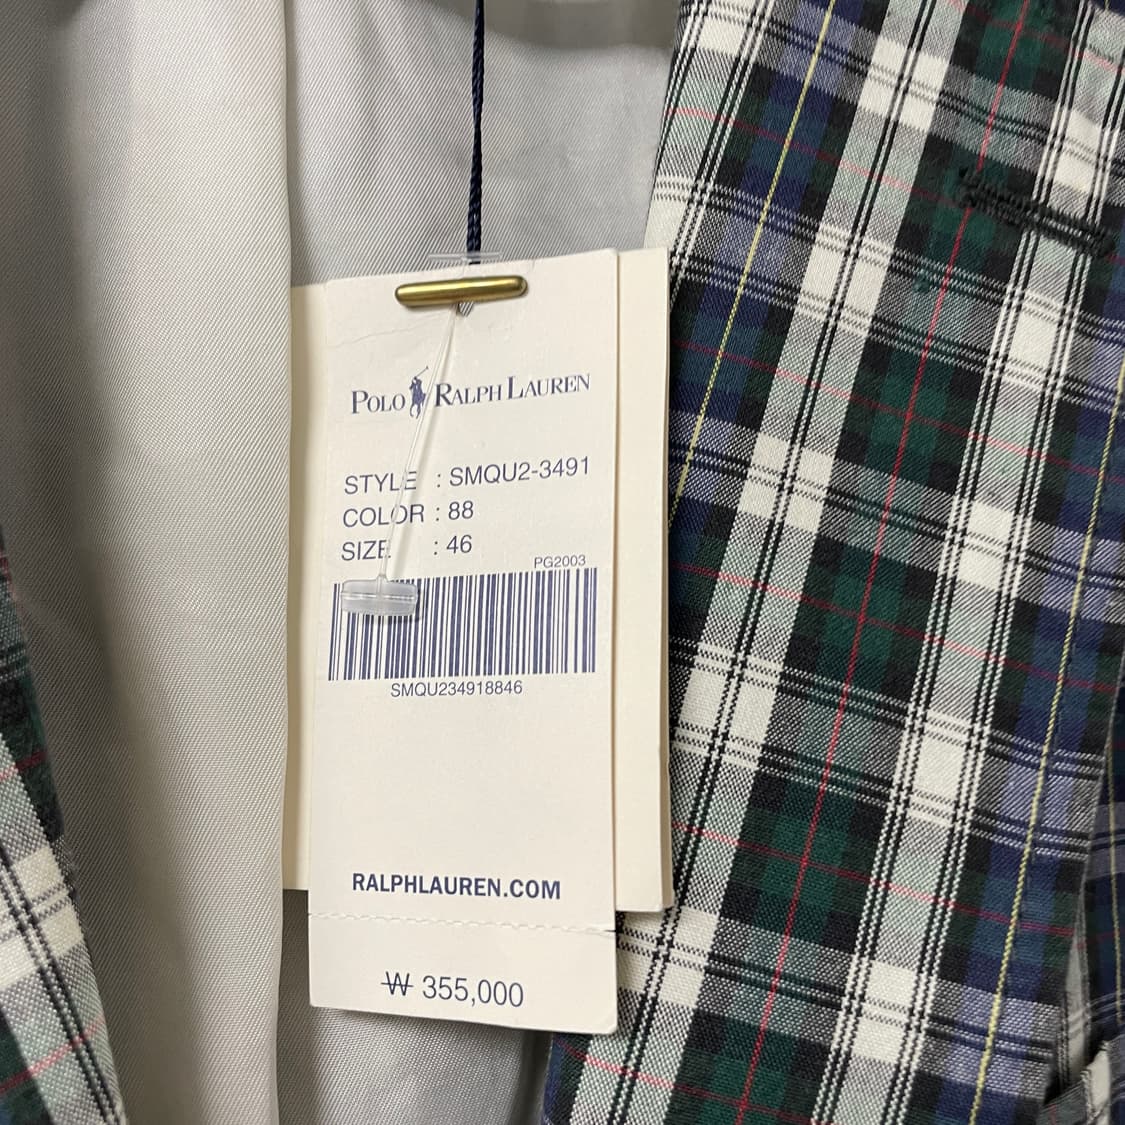 POLO RALPH LAUREN
STYLE : SMQU2-3491
COLOR : 88
SIZE : 46
PG2003
SMQU234918846
RALPHLAUREN.COM
₩ 355,000